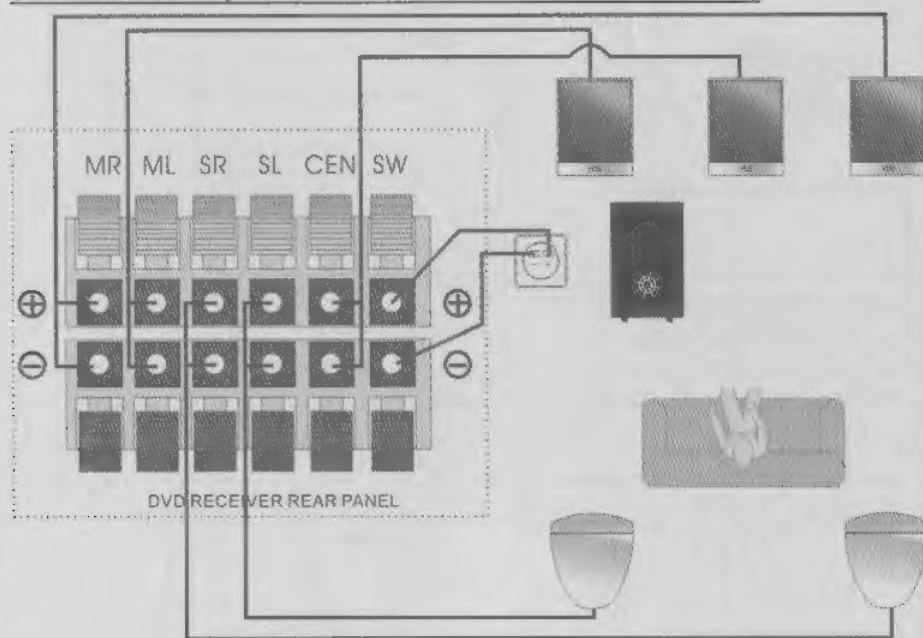 MR ML SR SL CEN SW
⊕ ⊕
⊖ ⊖
DVD RECEIVER REAR PANEL